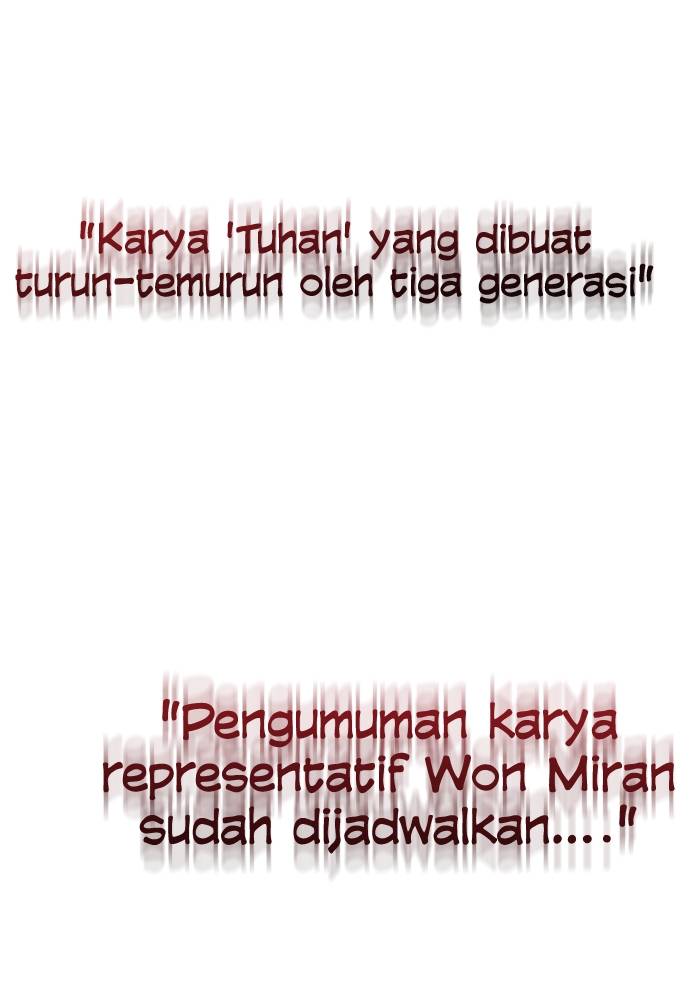 "Karya 'Tuhan' yang dibuat
turun-temurun oleh tiga generasi"
"Pengumuman karya
representatif Won Miran
sudah dijadwalkan...."